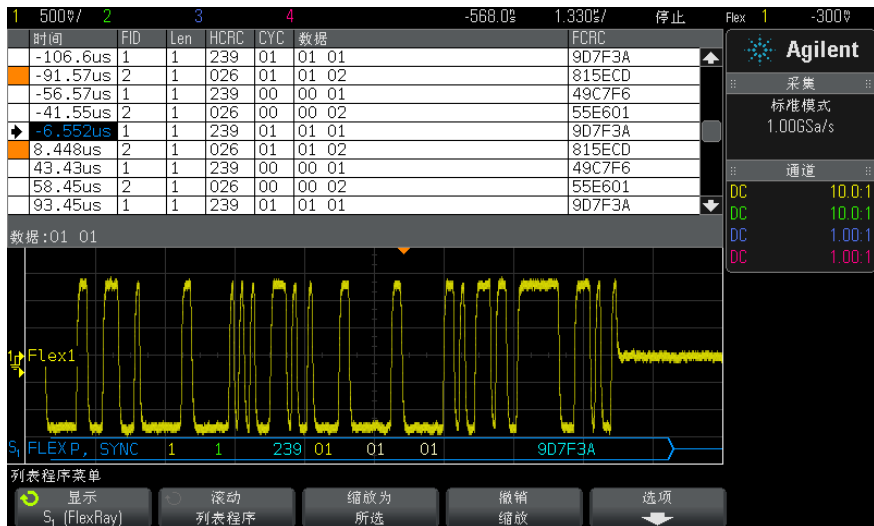 1 500⅟ 2 3 4 -568.0ns 1.330us/ 停止 Flex 1 -300V
时间 FID Len HCRC CYC 数据 FCRC
-106.6us 1 1 239 01 01 01 9D7F3A
-91.57us 2 1 026 01 01 02 815ECD
-56.57us 1 1 239 00 00 01 49C7F6
-41.55us 2 1 026 00 00 02 55E601
-6.552us 1 1 239 01 01 01 9D7F3A
8.448us 2 1 026 01 01 02 815ECD
43.43us 1 1 239 00 00 01 49C7F6
58.45us 2 1 026 00 00 02 55E601
93.45us 1 1 239 01 01 01 9D7F3A
数据:01 01
Agilent
采集
标准模式
1.00GSa/s
通道
DC 10.0:1
DC 10.0:1
DC 1.00:1
DC 1.00:1
Flex1
S1 FLEX P, SYNC 1 1 239 01 01 01 9D7F3A
列表程序菜单
显示
S1 (FlexRay)
滚动
列表程序
缩放为
所选
撤销
缩放
选项